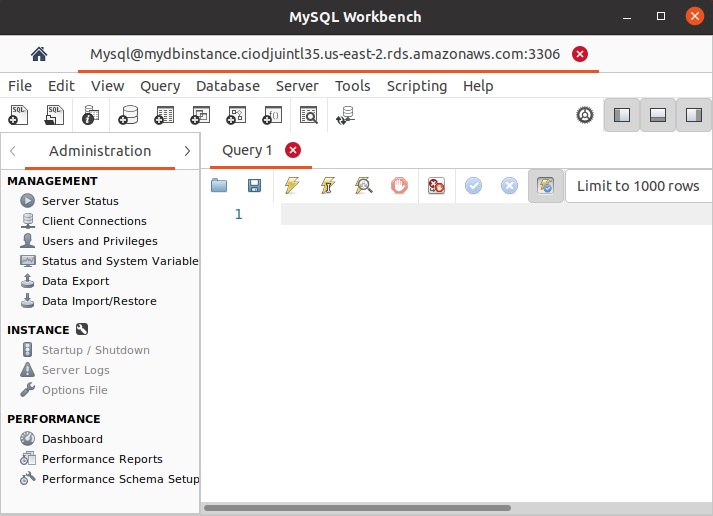 MySQL Workbench
Mysql@mydbinstance.ciodjuintl35.us-east-2.rds.amazonaws.com:3306
File Edit View Query Database Server Tools Scripting Help
SQL SQL
Administration
Query 1
MANAGEMENT
Server Status
Client Connections
Users and Privileges
Status and System Variable
Data Export
Data Import/Restore
INSTANCE
Startup / Shutdown
Server Logs
Options File
PERFORMANCE
Dashboard
Performance Reports
Performance Schema Setup
Limit to 1000 rows
1